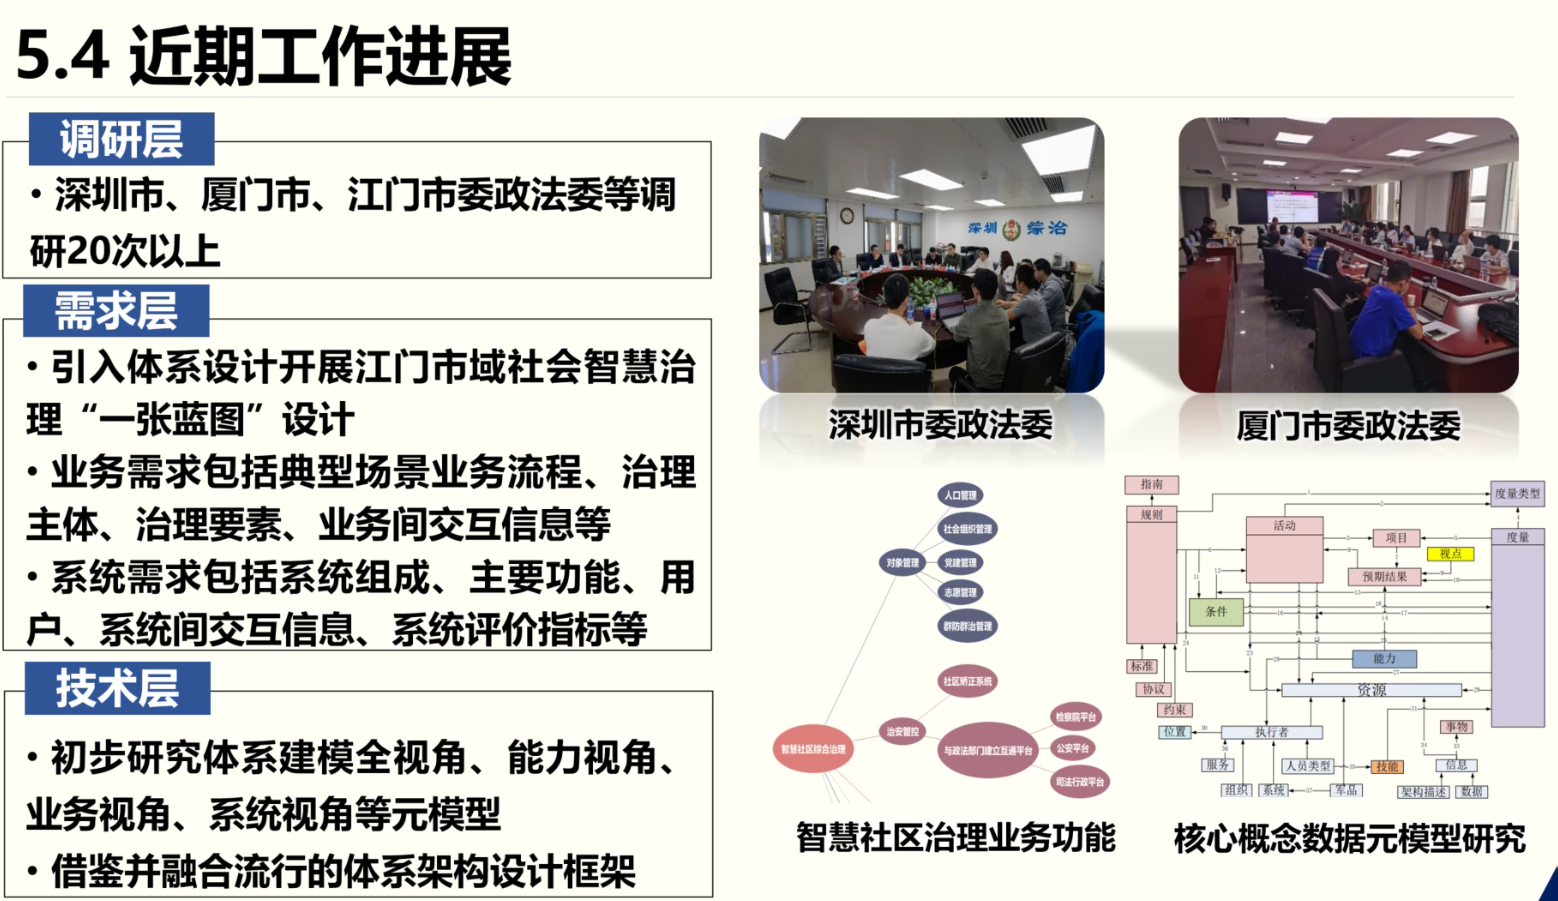 5.4 近期工作进展
调研层
• 深圳市、厦门市、江门市委政法委等调
研20次以上
需求层
• 引入体系设计开展江门市域社会智慧治
理“一张蓝图”设计
• 业务需求包括典型场景业务流程、治理
主体、治理要素、业务间交互信息等
• 系统需求包括系统组成、主要功能、用
户、系统间交互信息、系统评价指标等
技术层
• 初步研究体系建模全视角、能力视角、
业务视角、系统视角等元模型
• 借鉴并融合流行的体系架构设计框架
深圳 综治
深圳市委政法委
厦门市委政法委
人口管理
社会组织管理
对象管理
党建管理
志愿管理
群防群治管理
社区矫正系统
治安管控
智慧社区综合治理
与政法部门建立互通平台
检察院平台
公安平台
司法行政平台
智慧社区治理业务功能
指南
规则
活动
项目
视点
预期结果
度量类型
度量
条件
标准
协议
约束
位置
能力
资源
执行者
服务
人员类型
技能
组织
系统
军品
事物
信息
架构描述
数据
核心概念数据元模型研究